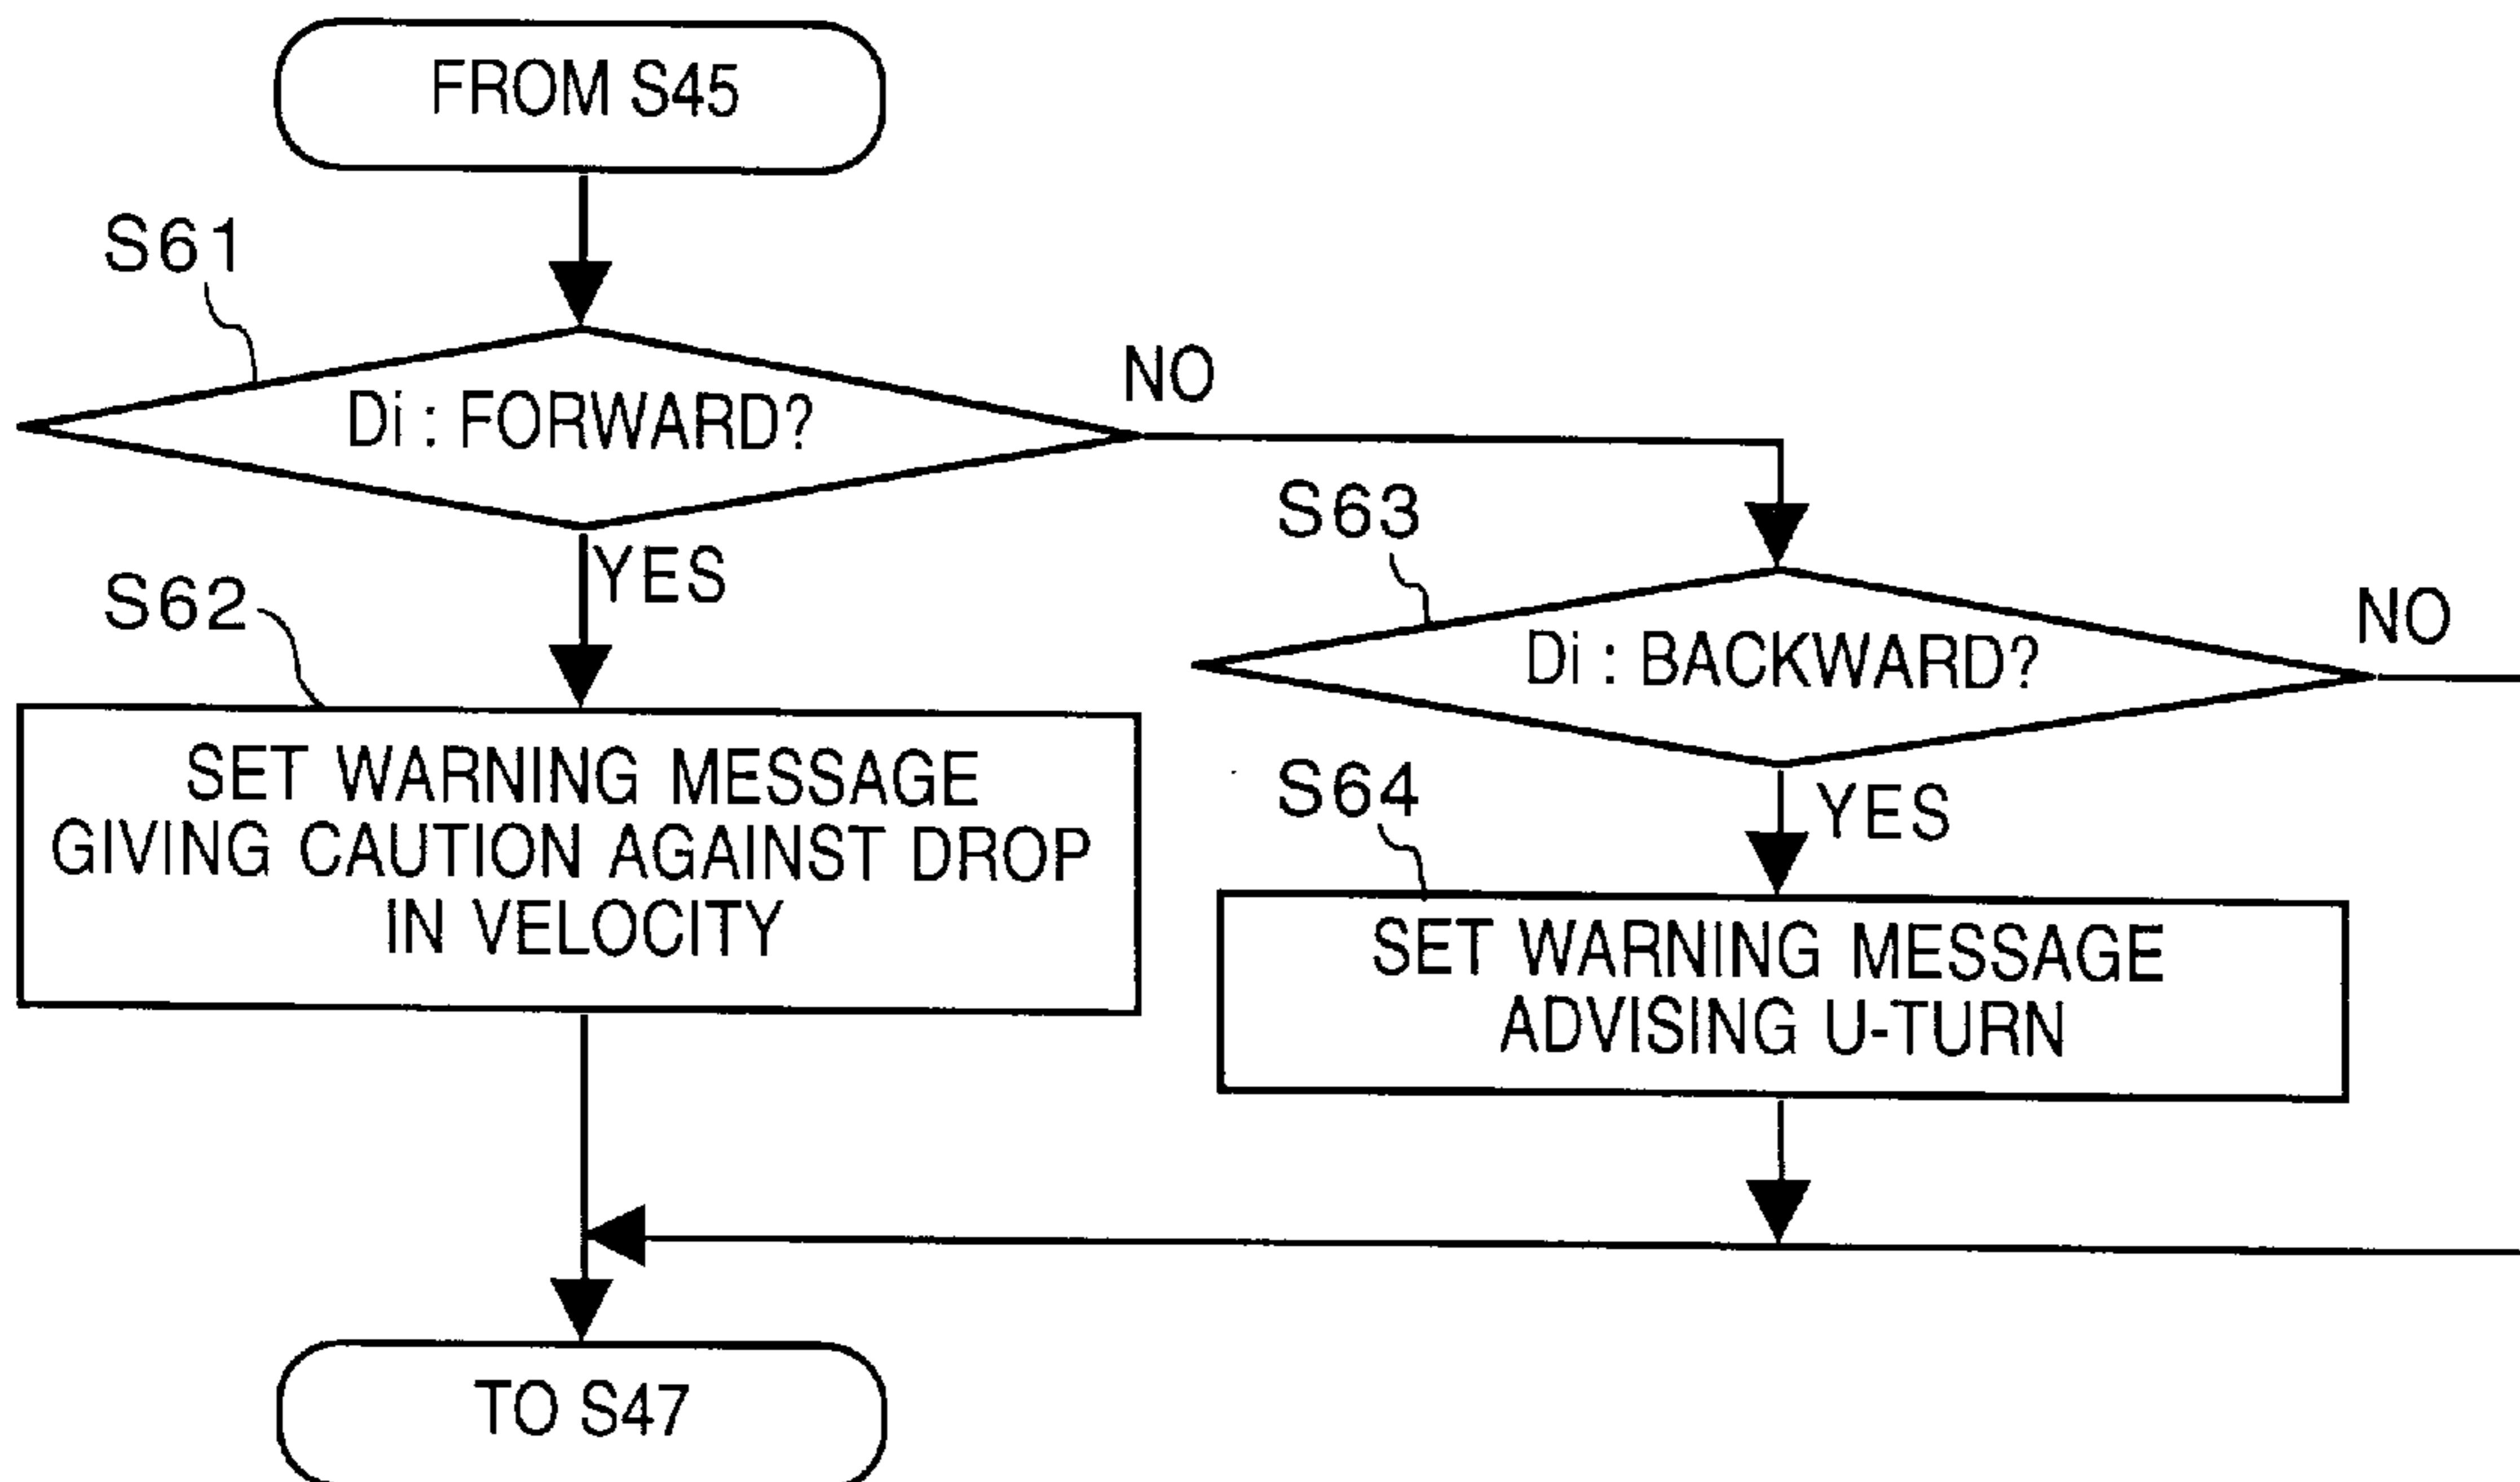 FROM S45
S61
Di : FORWARD?
NO
YES
S62
SET WARNING MESSAGE
GIVING CAUTION AGAINST DROP
IN VELOCITY
S63
Di : BACKWARD?
NO
YES
S64
SET WARNING MESSAGE
ADVISING U-TURN
TO S47